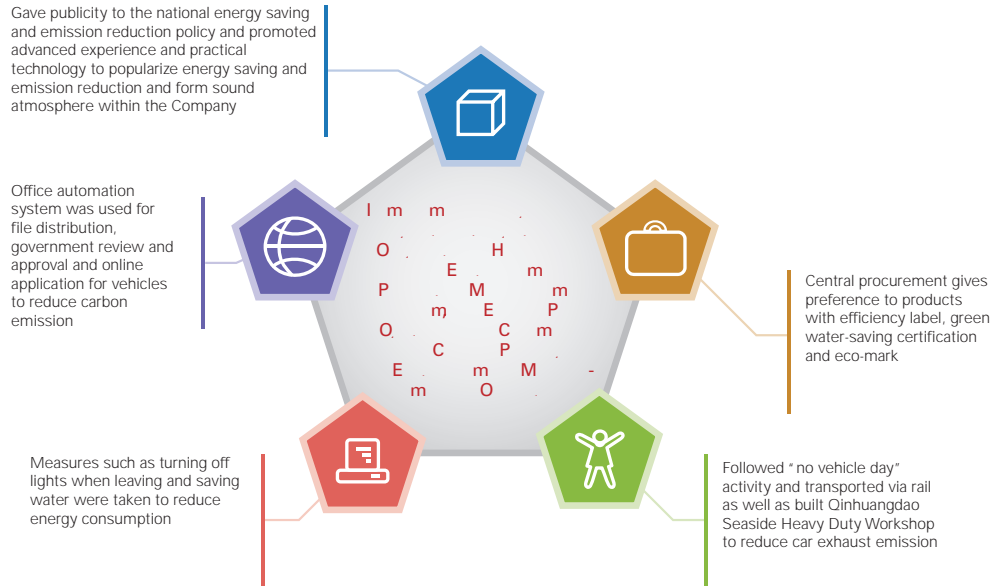 Gave publicity to the national energy saving
and emission reduction policy and promoted
advanced experience and practical
technology to popularize energy saving and
emission reduction and form sound
atmosphere within the Company
Office automation
system was used for
file distribution,
government review and
approval and online
application for vehicles
to reduce carbon
emission
Central procurement gives
preference to products
with efficiency label, green
water-saving certification
and eco-mark
Measures such as turning off
lights when leaving and saving
water were taken to reduce
energy consumption
Followed “no vehicle day”
activity and transported via rail
as well as built Qinhuangdao
Seaside Heavy Duty Workshop
to reduce car exhaust emission